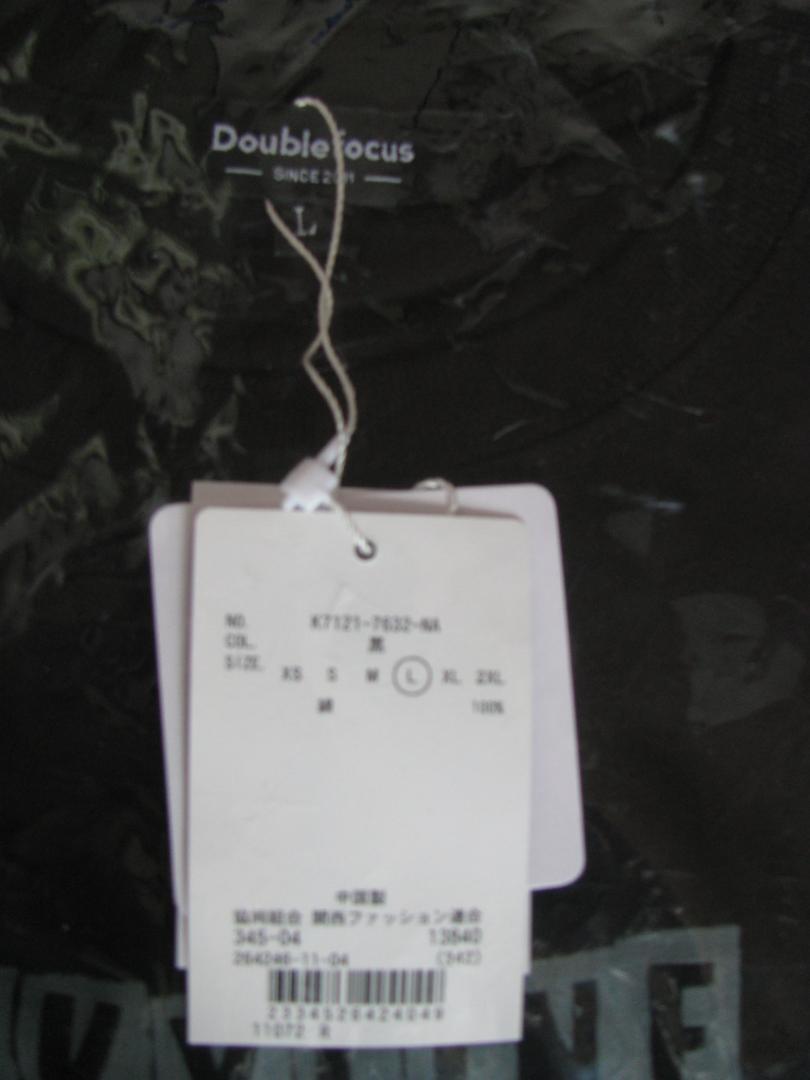 Doublefocus
SINCE 2011
L
NO. K7121-7632-NA
COL. 黒
SIZE. XS S M L XL 2XL
綿 100%
中国製
協同組合 関西ファッション連合
345-04 13840
264246-11-04 (342)
2334526424049
11072 R